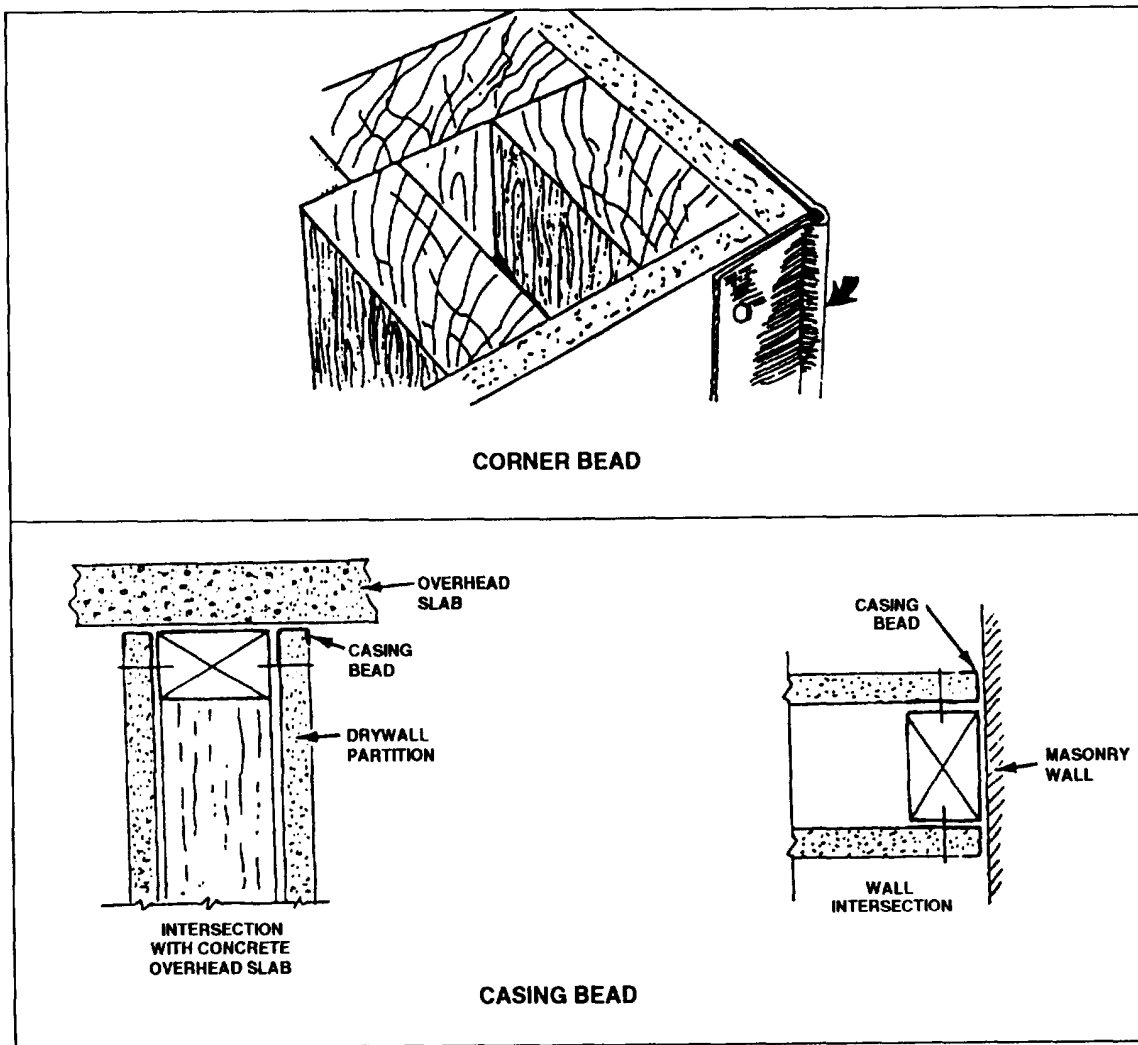 CORNER BEAD
OVERHEAD
SLAB
CASING
BEAD
DRYWALL
PARTITION
INTERSECTION
WITH CONCRETE
OVERHEAD SLAB
CASING
BEAD
MASONRY
WALL
WALL
INTERSECTION
CASING BEAD